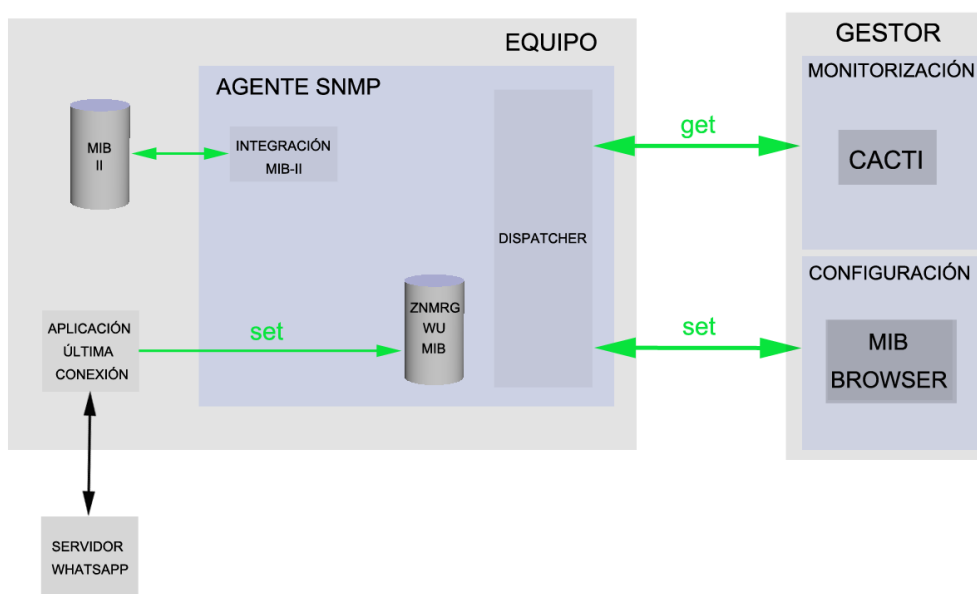 EQUIPO
AGENTE SNMP
MIB
II
INTEGRACIÓN
MIB-II
DISPATCHER
ZNMRG
WU
MIB
APLICACIÓN
ÚLTIMA
CONEXIÓN
set
SERVIDOR
WHATSAPP
get
set
GESTOR
MONITORIZACIÓN
CACTI
CONFIGURACIÓN
MIB
BROWSER